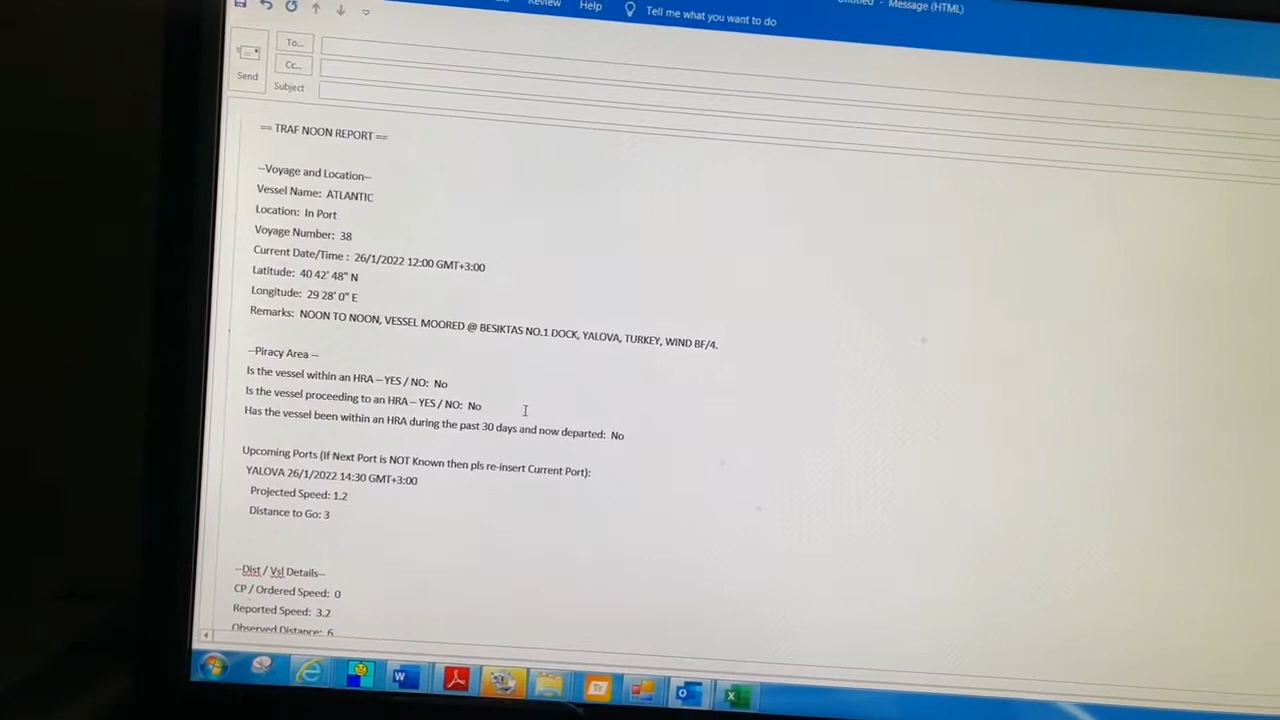 Review
Help
Tell me what you want to do
Message (HTML)
To...
Cc...
Send
Subject
== TRAF NOON REPORT ==
--Voyage and Location--
Vessel Name: ATLANTIC
Location: In Port
Voyage Number: 38
Current Date/Time : 26/1/2022 12:00 GMT+3:00
Latitude: 40 42' 48" N
Longitude: 29 28' 0" E
Remarks: NOON TO NOON, VESSEL MOORED @ BESIKTAS NO.1 DOCK, YALOVA, TURKEY, WIND BF/4.
--Piracy Area --
Is the vessel within an HRA – YES / NO: No
Is the vessel proceeding to an HRA – YES / NO: No
Has the vessel been within an HRA during the past 30 days and now departed: No
Upcoming Ports (If Next Port is NOT Known then pls re-insert Current Port):
YALOVA 26/1/2022 14:30 GMT+3:00
Projected Speed: 1.2
Distance to Go: 3
--Dist / Vsl Details--
CP / Ordered Speed: 0
Reported Speed: 3.2
Observed Distance: 6